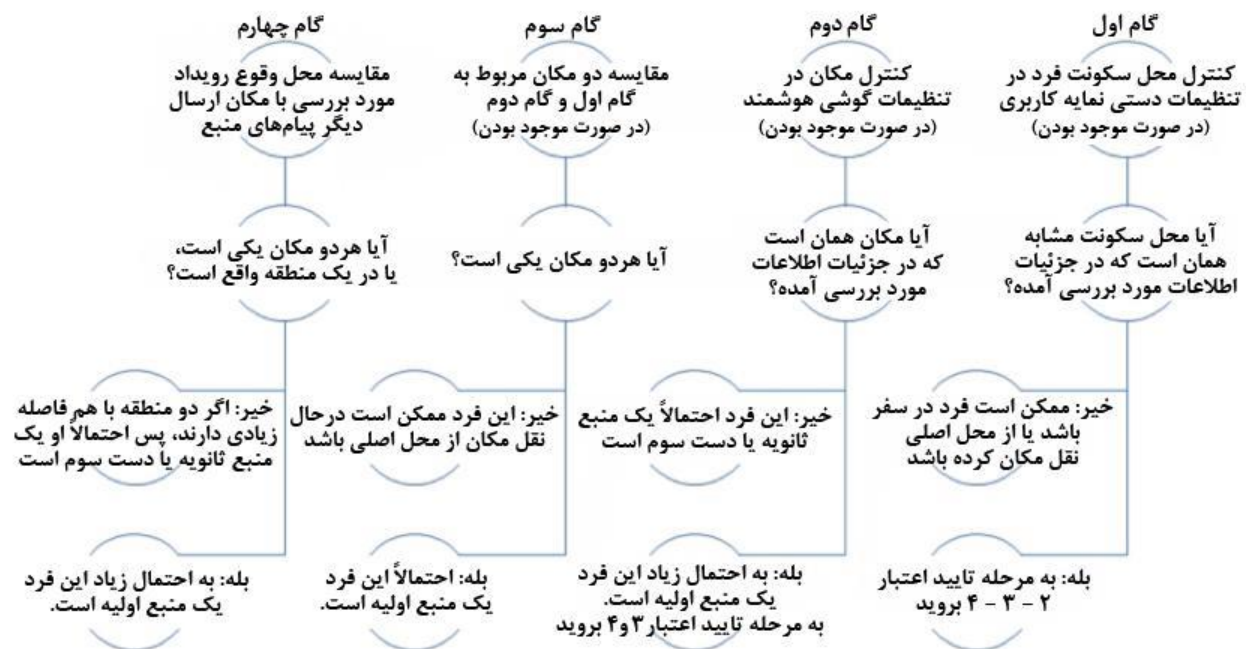 گام اول
کنترل محل سکونت فرد در
تنظیمات دستی نمایه کاربری
(در صورت موجود بودن)
آیا محل سکونت مشابه
همان است که در جزئیات
اطلاعات مورد بررسی آمده؟
خیر: ممکن است فرد در سفر
باشد یا از محل اصلی
نقل مکان کرده باشد
بله: به مرحله تایید اعتبار
۲ - ۳ - ۴ بروید
گام دوم
کنترل مکان در
تنظیمات گوشی هوشمند
(در صورت موجود بودن)
آیا مکان همان است
که در جزئیات اطلاعات
مورد بررسی آمده؟
خیر: این فرد احتمالاً یک منبع
ثانویه یا دست سوم است
بله: به احتمال زیاد این فرد
یک منبع اولیه است.
به مرحله تایید اعتبار ۳ و ۴ بروید
گام سوم
مقایسه دو مکان مربوط به
گام اول و گام دوم
(در صورت موجود بودن)
آیا هردو مکان یکی است؟
خیر: این فرد ممکن است درحال
نقل مکان از محل اصلی باشد
بله: احتمالاً این فرد
یک منبع اولیه است.
گام چهارم
مقایسه محل وقوع رویداد
مورد بررسی با مکان ارسال
دیگر پیام‌های منبع
آیا هردو مکان یکی است،
یا در یک منطقه واقع است؟
خیر: اگر دو منطقه با هم فاصله
زیادی دارند، پس احتمالاً او یک
منبع ثانویه یا دست سوم است
بله: به احتمال زیاد این فرد
یک منبع اولیه است.